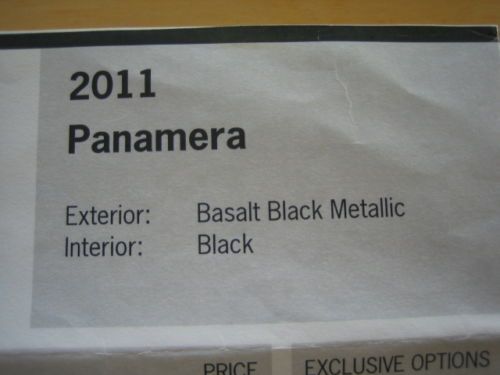 2011
Panamera
Exterior: Basalt Black Metallic
Interior: Black
PRICE EXCLUSIVE OPTIONS